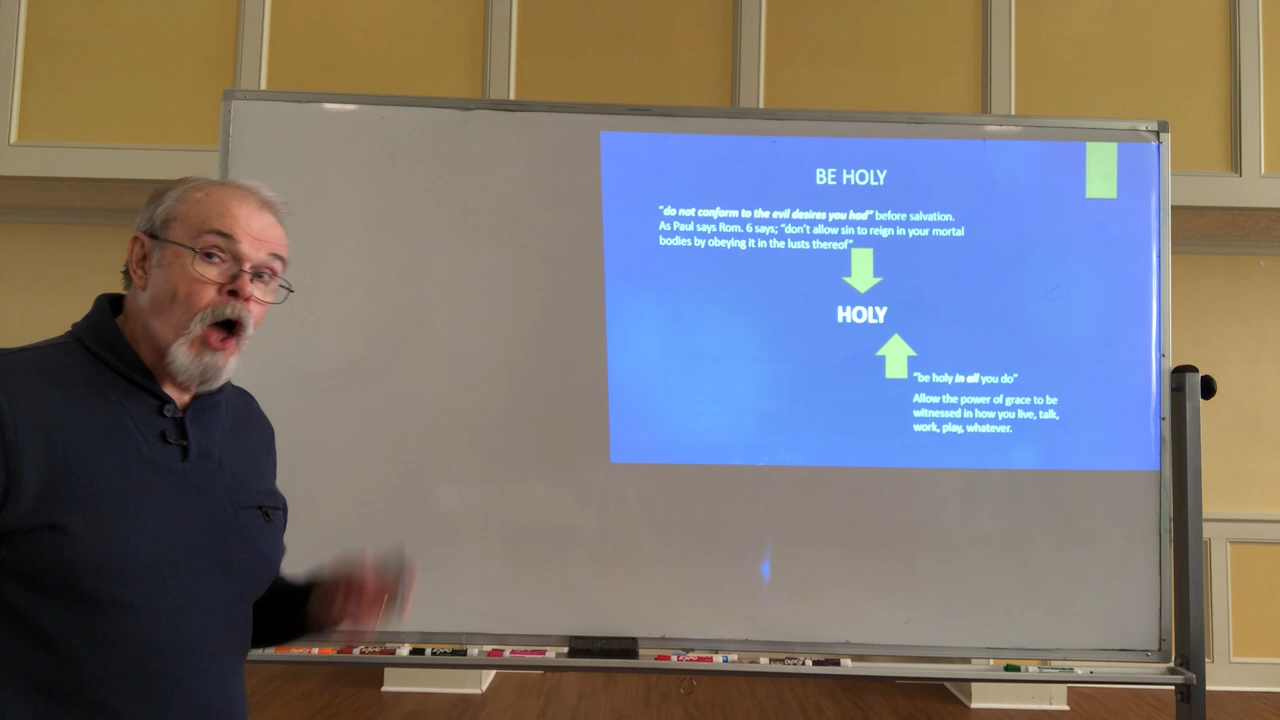 BE HOLY
"do not conform to the evil desires you had" before salvation.
As Paul says Rom. 6 says; "don't allow sin to reign in your mortal
bodies by obeying it in the lusts thereof"
HOLY
"be holy in all you do"
Allow the power of grace to be
witnessed in how you live, talk,
work, play, whatever.